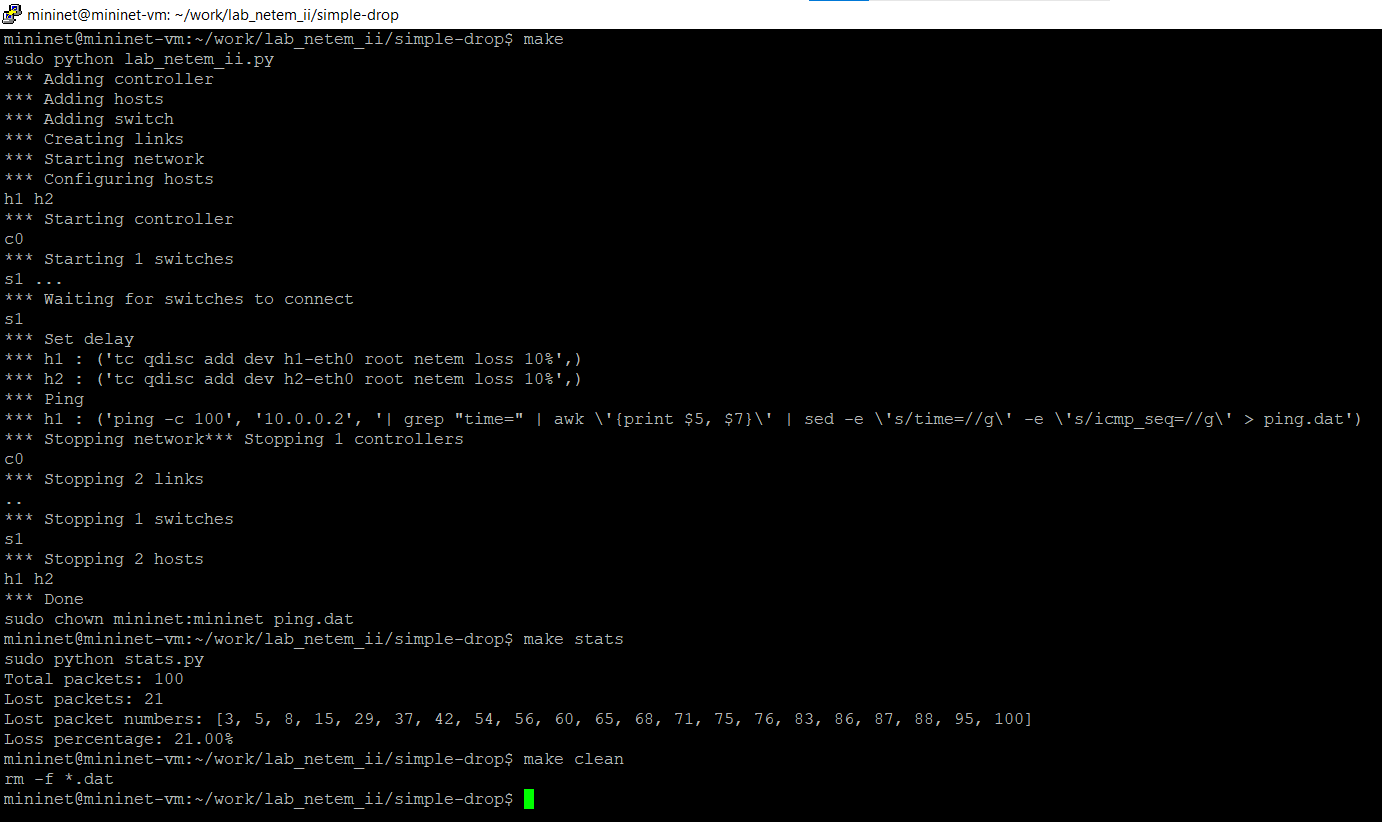 mininet@mininet-vm: ~/work/lab_netem_ii/simple-drop
mininet@mininet-vm:~/work/lab_netem_ii/simple-drop$ make
sudo python lab_netem_ii.py
*** Adding controller
*** Adding hosts
*** Adding switch
*** Creating links
*** Starting network
*** Configuring hosts
h1 h2
*** Starting controller
c0
*** Starting 1 switches
s1 ...
*** Waiting for switches to connect
s1
*** Set delay
*** h1 : ('tc qdisc add dev h1-eth0 root netem loss 10%',)
*** h2 : ('tc qdisc add dev h2-eth0 root netem loss 10%',)
*** Ping
*** h1 : ('ping -c 100', '10.0.0.2', '| grep "time=" | awk \'{print $5, $7}\' | sed -e \'s/time=//g\' -e \'s/icmp_seq=//g\' > ping.dat')
*** Stopping network*** Stopping 1 controllers
c0
*** Stopping 2 links
..
*** Stopping 1 switches
s1
*** Stopping 2 hosts
h1 h2
*** Done
sudo chown mininet:mininet ping.dat
mininet@mininet-vm:~/work/lab_netem_ii/simple-drop$ make stats
sudo python stats.py
Total packets: 100
Lost packets: 21
Lost packet numbers: [3, 5, 8, 15, 29, 37, 42, 54, 56, 60, 65, 68, 71, 75, 76, 83, 86, 87, 88, 95, 100]
Loss percentage: 21.00%
mininet@mininet-vm:~/work/lab_netem_ii/simple-drop$ make clean
rm -f *.dat
mininet@mininet-vm:~/work/lab_netem_ii/simple-drop$